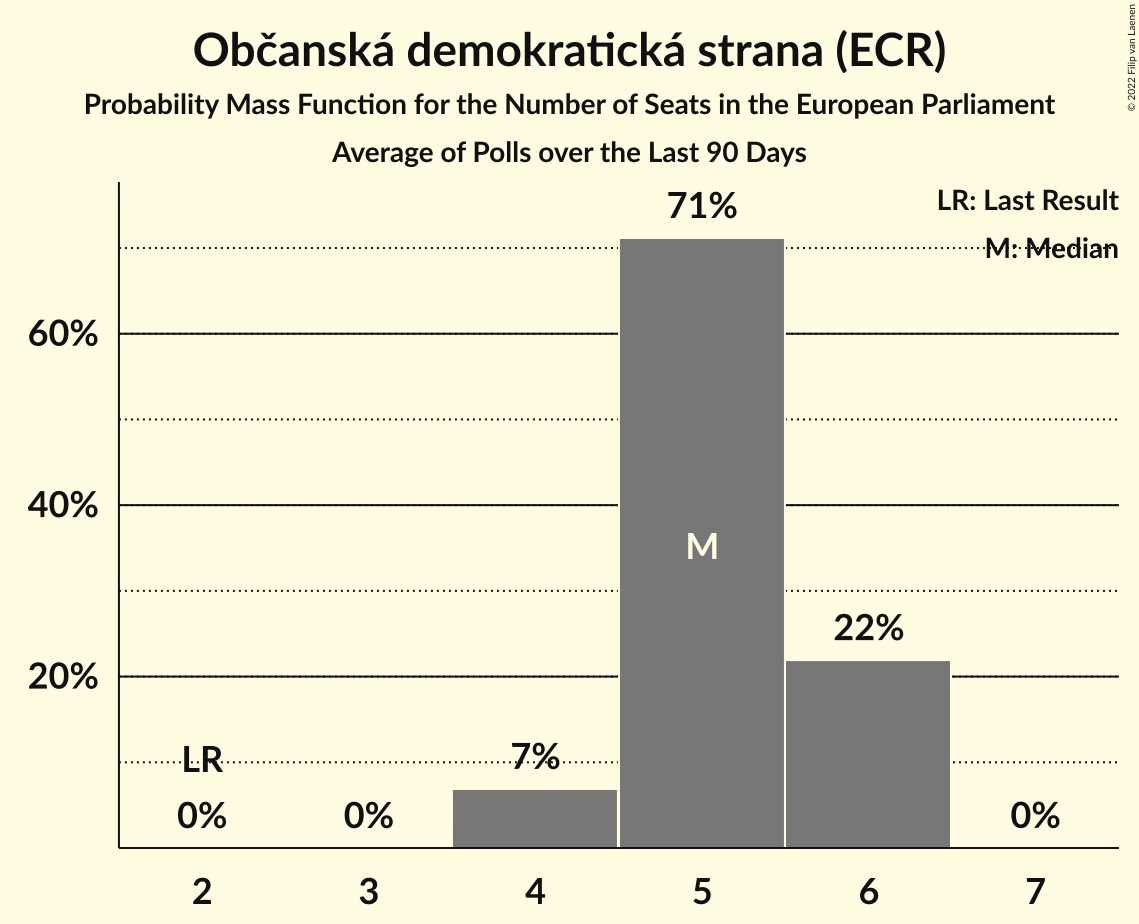 Občanská demokratická strana (ECR)
Probability Mass Function for the Number of Seats in the European Parliament
Average of Polls over the Last 90 Days
© 2022 Filip van Laenen
LR: Last Result
M: Median
71%
60%
40%
M
22%
20%
LR
7%
0%
0%
0%
2 3 4 5 6 7